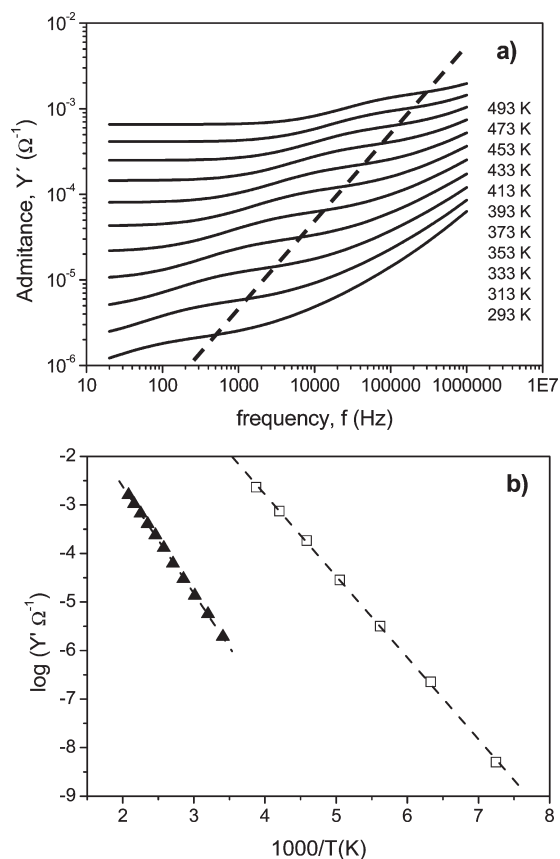 a)
10⁻²
10⁻³
10⁻⁴
10⁻⁵
10⁻⁶
Admitance, Y´ (Ω⁻¹)
493 K
473 K
453 K
433 K
413 K
393 K
373 K
353 K
333 K
313 K
293 K
10 100 1000 10000 100000 1000000 1E7
frequency, f (Hz)
b)
-2
-3
-4
-5
-6
-7
-8
-9
log (Y' Ω⁻¹)
2 3 4 5 6 7 8
1000/T(K)